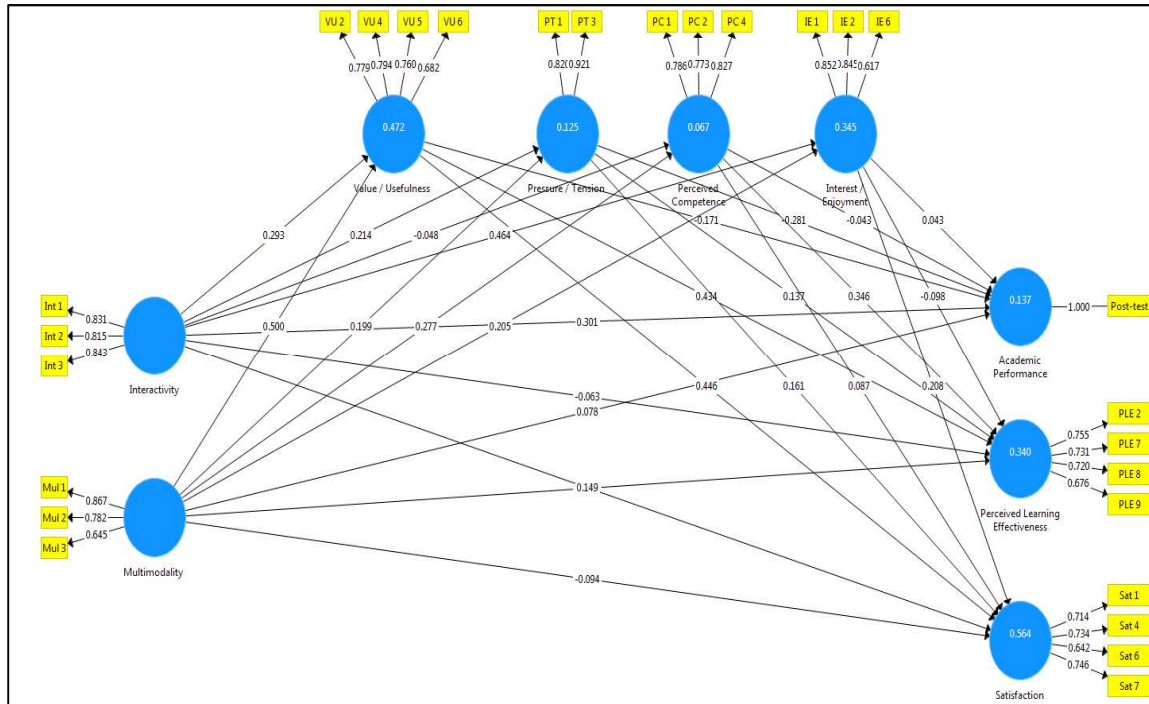 VU 2 VU 4 VU 5 VU 6 PT 1 PT 3 PC 1 PC 2 PC 4 IE 1 IE 2 IE 6
0.779 0.794 0.760 0.682 0.820 0.921 0.786 0.773 0.827 0.852 0.845 0.617
0.472 0.125 0.067 0.345
Value / Usefulness
Pressure / Tension
Perceived
Competence
Interest /
Enjoyment
0.293 0.214 -0.048 0.464 -0.171 -0.281 -0.043 0.043
Int 1
Int 2
Int 3
0.831
0.815
0.843
Interactivity
0.500 0.199 0.277 0.205 0.301
0.434 0.137 0.346 -0.098
0.137
1.000
Post-test
Academic
Performance
-0.063
0.078
0.446 0.161 0.087 0.208
Mul 1
Mul 2
Mul 3
0.867
0.782
0.645
Multimodality
0.149
-0.094
0.340
0.755
0.731
0.720
0.676
PLE 2
PLE 7
PLE 8
PLE 9
Perceived Learning
Effectiveness
0.564
0.714
0.734
0.642
0.746
Sat 1
Sat 4
Sat 6
Sat 7
Satisfaction